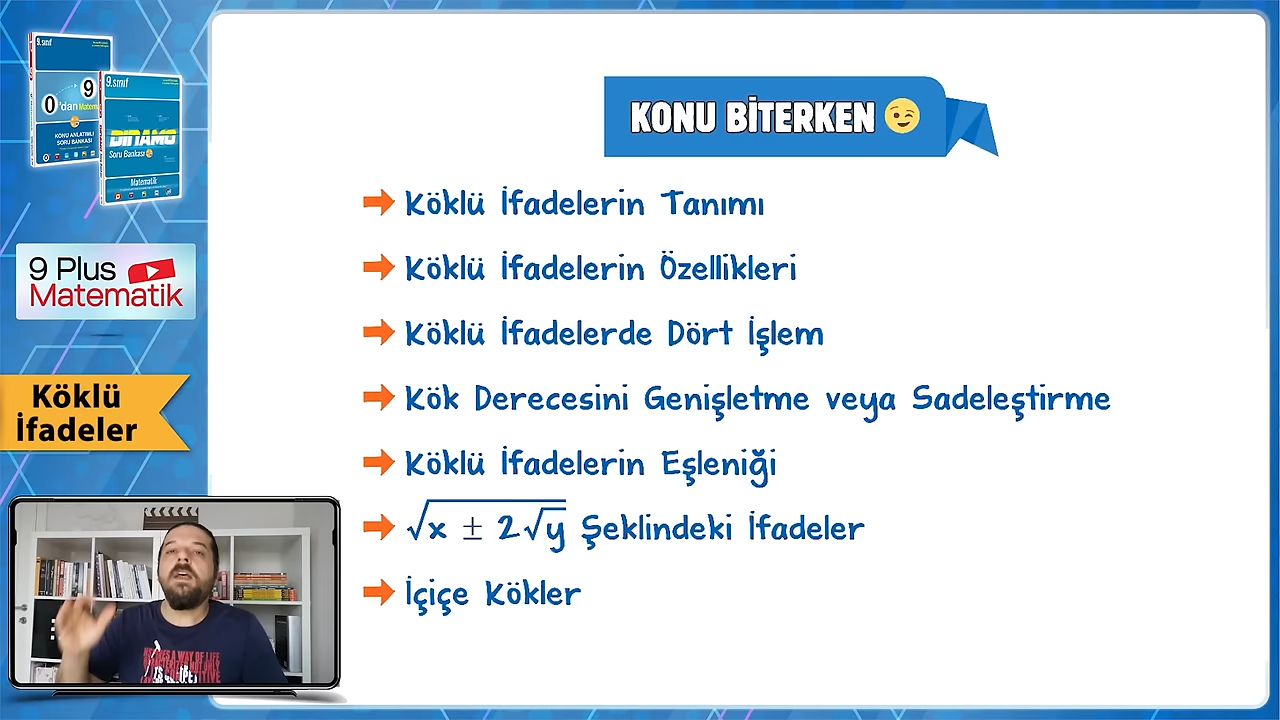 9.sınıf
0'dan 9
Matematik
KONU ANLATIMLI
SORU BANKASI
9.sınıf
DİNAMO
Soru Bankası
Matematik
KONU BİTERKEN 😉
Köklü İfadelerin Tanımı
Köklü İfadelerin Özellikleri
9 Plus
Matematik
Köklü İfadelerde Dört İşlem
Kök Derecesini Genişletme veya Sadeleştirme
Köklü
İfadeler
Köklü İfadelerin Eşleniği
√(x ± 2√y) Şeklindeki İfadeler
İçiçe Kökler